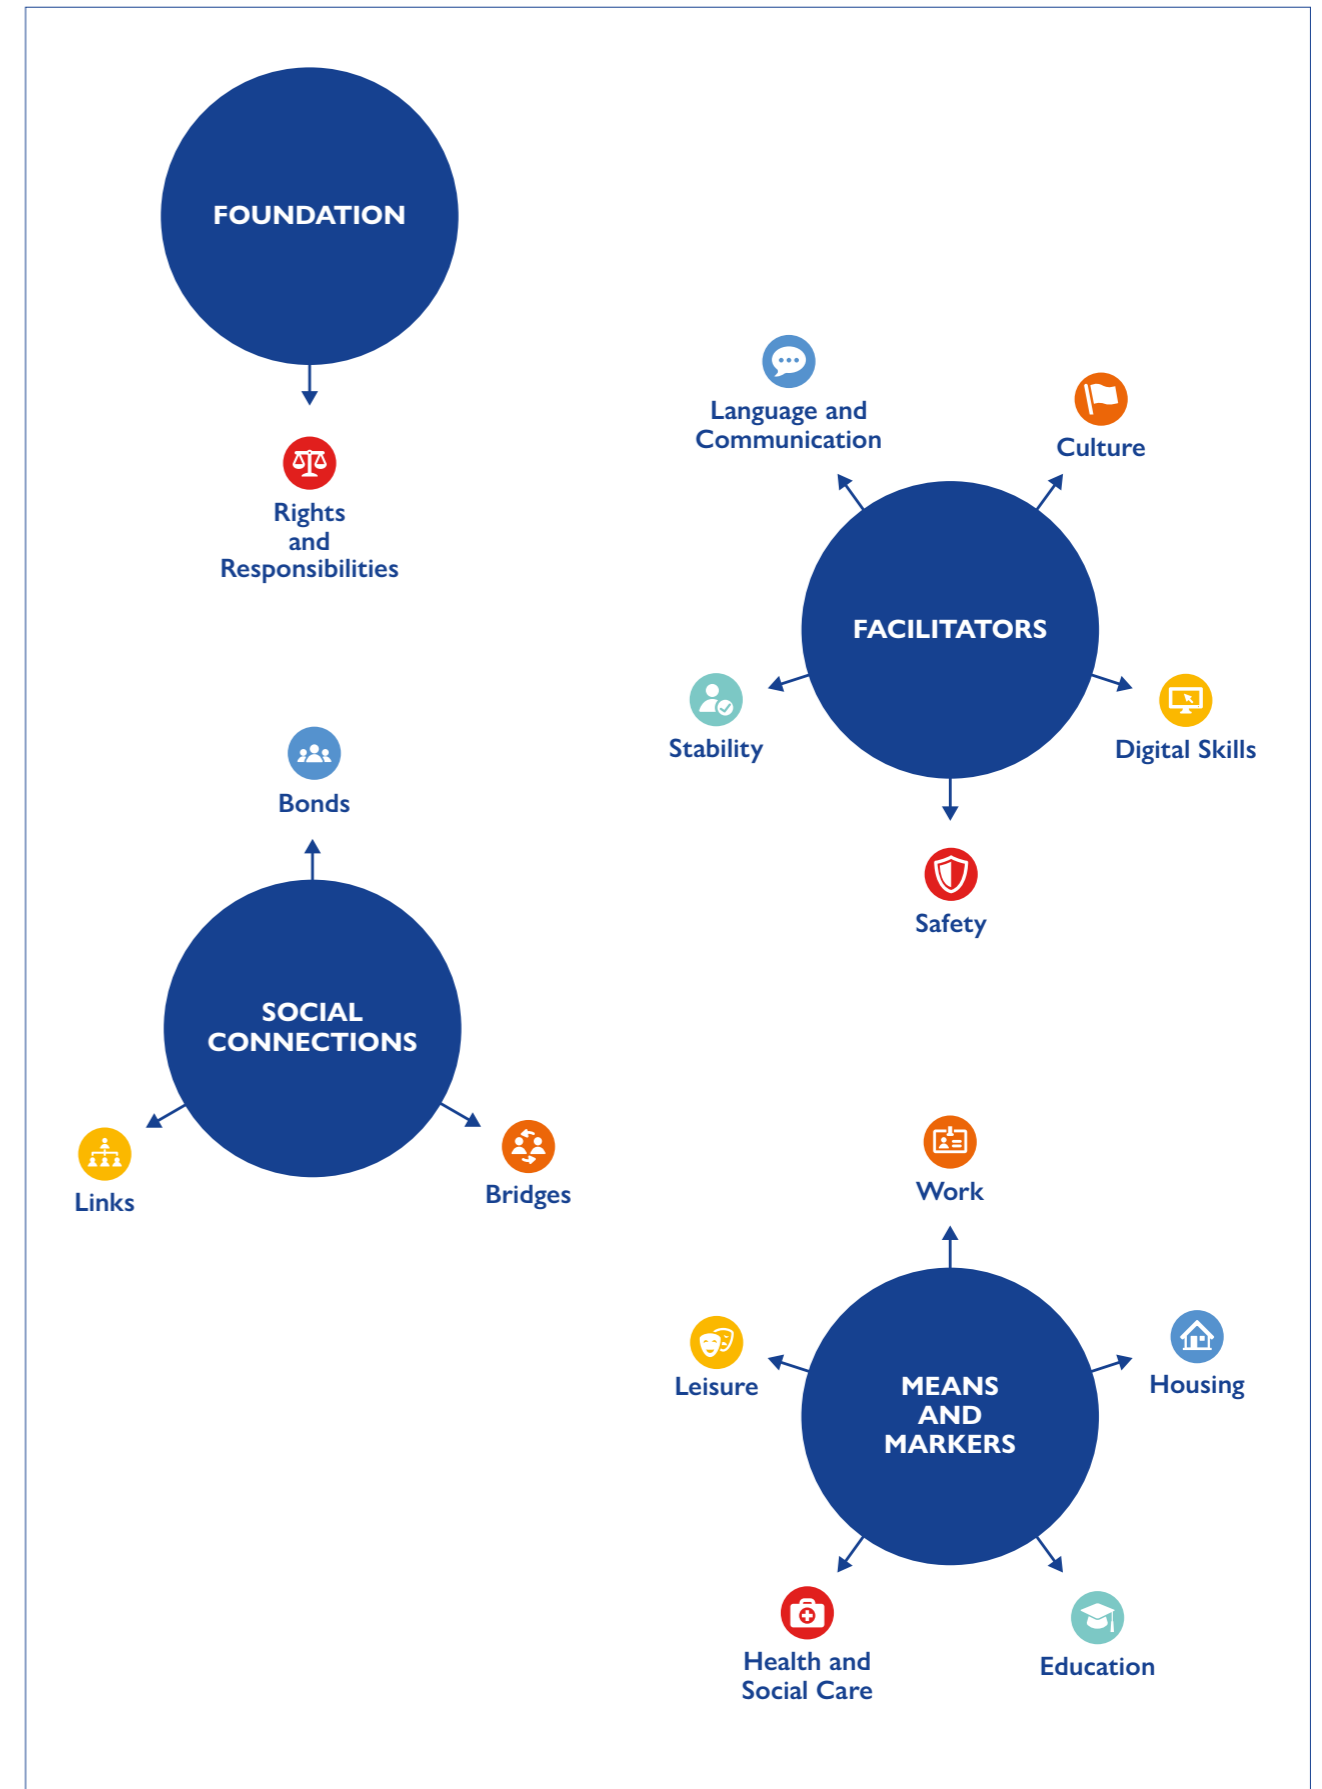 FOUNDATION
Rights
and
Responsibilities
Language and
Communication
Culture
FACILITATORS
Stability
Digital Skills
Safety
Bonds
SOCIAL
CONNECTIONS
Links
Bridges
Work
Leisure
Housing
MEANS
AND
MARKERS
Health and
Social Care
Education